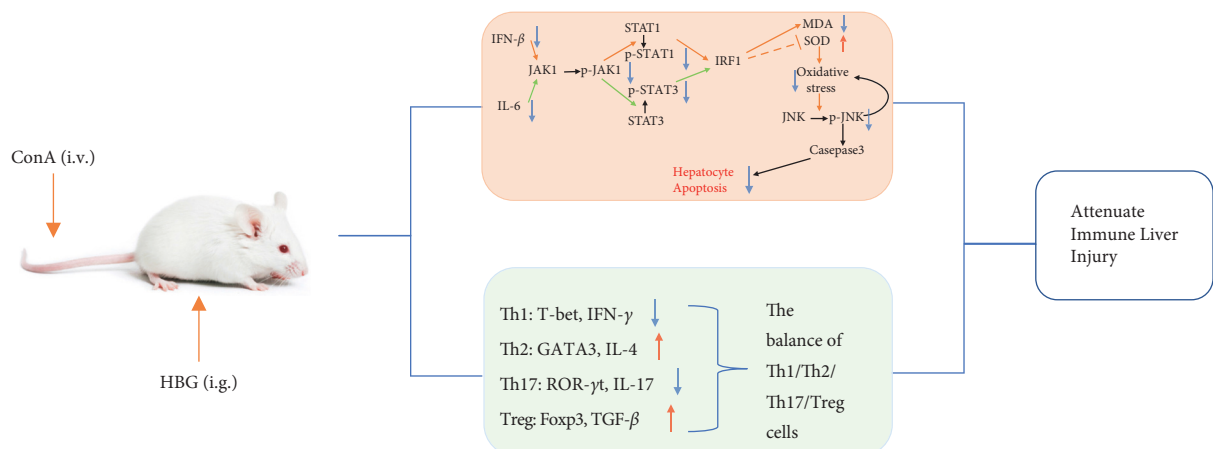 ConA (i.v.)
HBG (i.g.)
IFN-β
IL-6
JAK1
p-JAK1
STAT1
p-STAT1
p-STAT3
STAT3
IRF1
MDA
SOD
Oxidative
stress
JNK
p-JNK
Casepase3
Hepatocyte
Apoptosis
Th1: T-bet, IFN-γ
Th2: GATA3, IL-4
Th17: ROR-γt, IL-17
Treg: Foxp3, TGF-β
The
balance of
Th1/Th2/
Th17/Treg
cells
Attenuate
Immune Liver
Injury